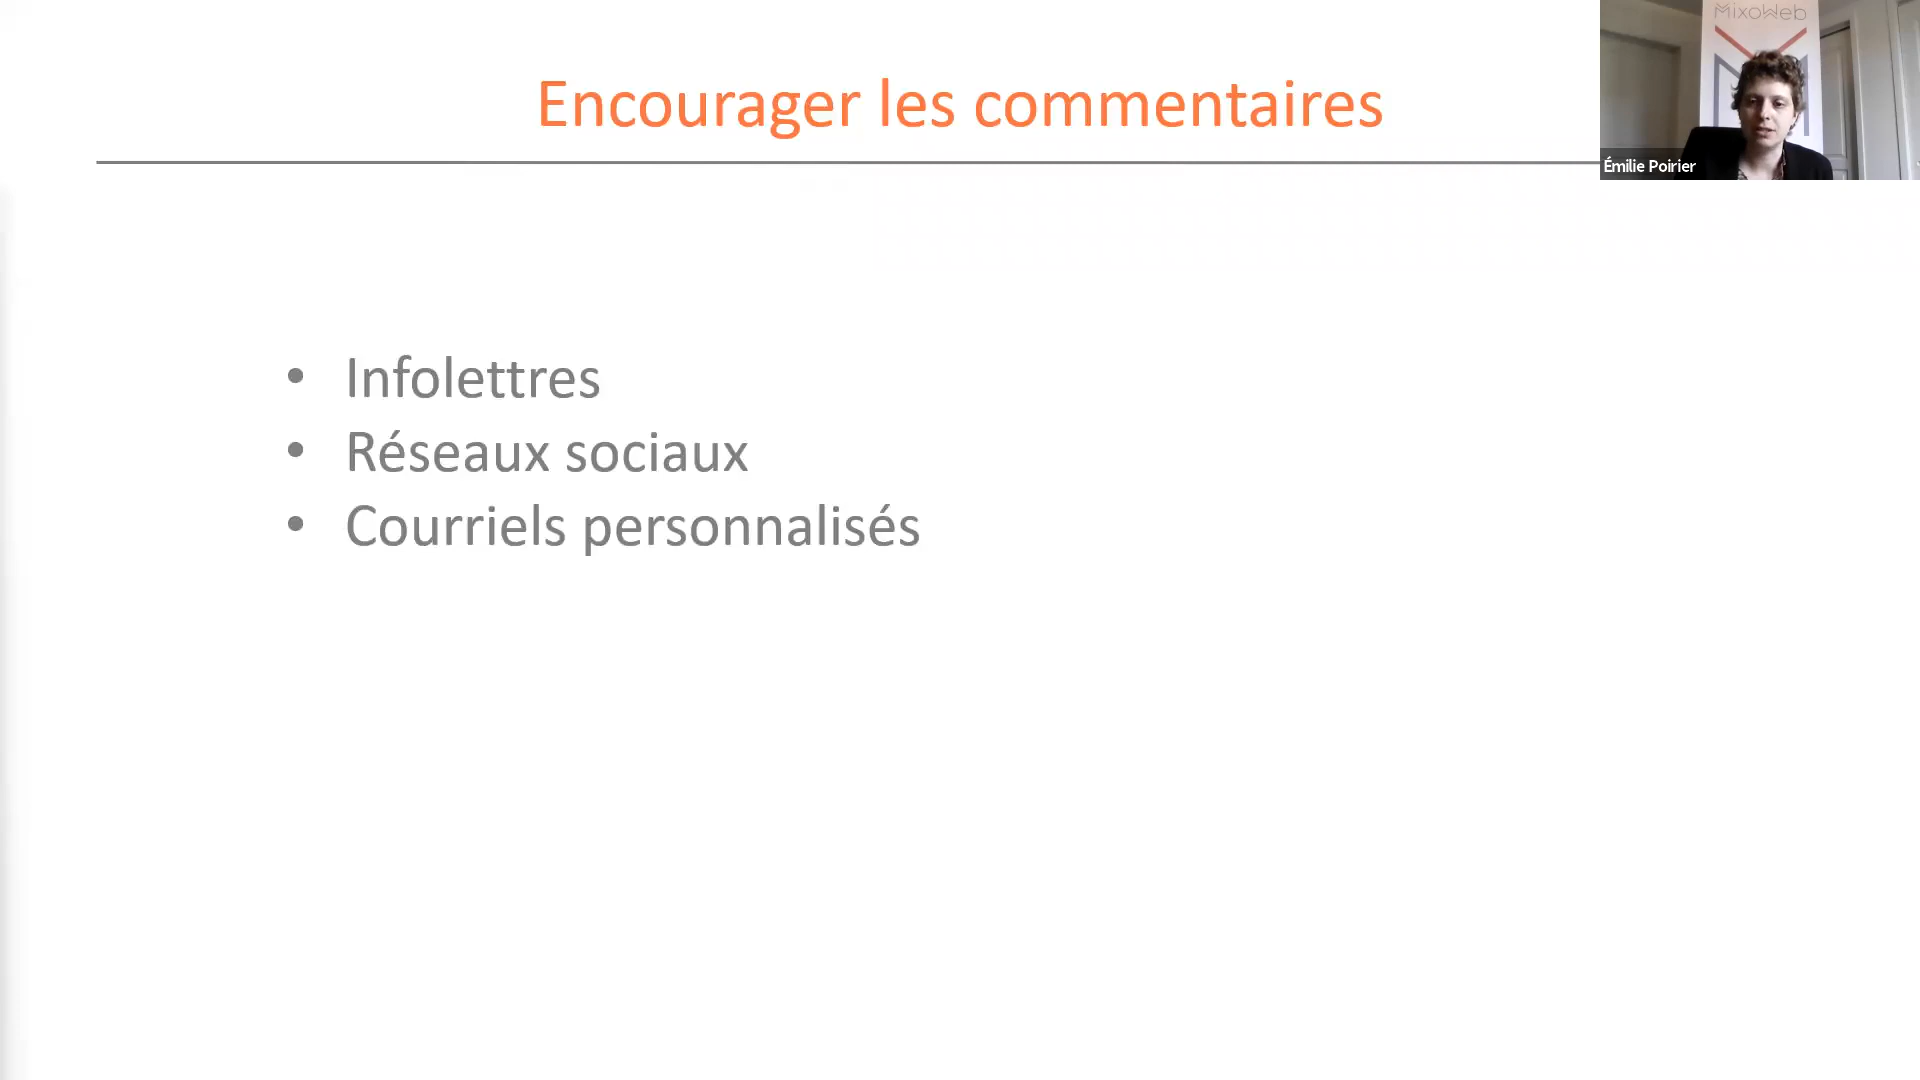 MixoWeb
Encourager les commentaires
Émilie Poirier
• Infolettres
• Réseaux sociaux
• Courriels personnalisés